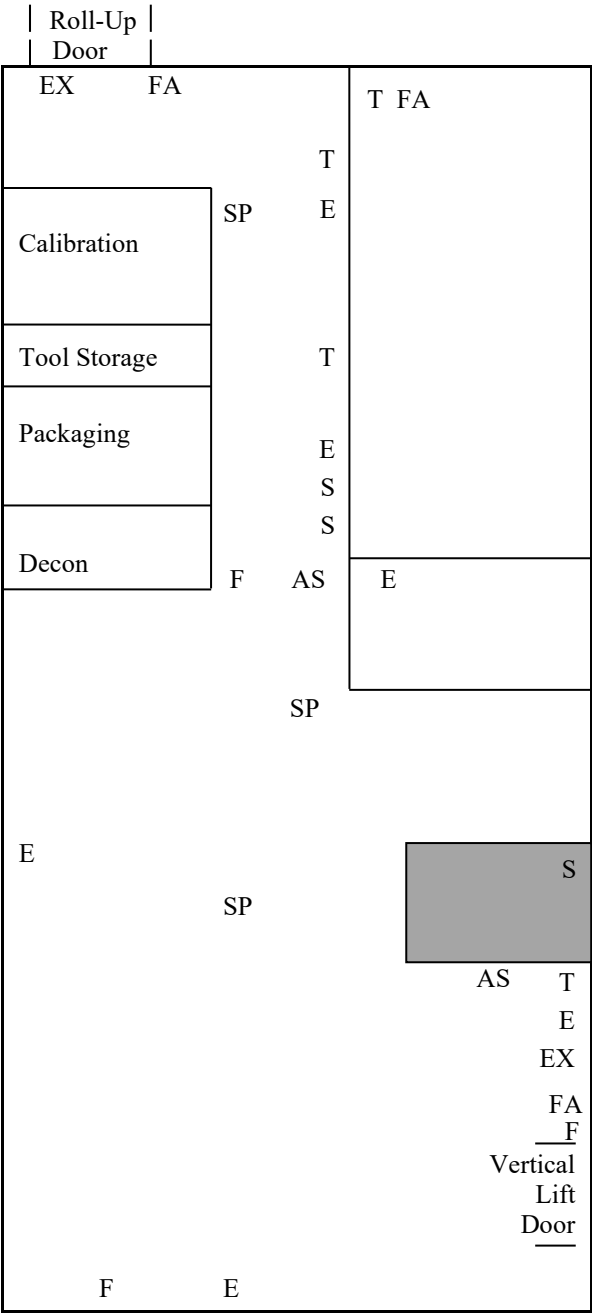 Roll-Up
Door
EX FA
T FA
T
SP E
Calibration
Tool Storage T
Packaging
E
S
S
Decon
F AS E
SP
E
S
SP
AS T
E
EX
FA
F
Vertical
Lift
Door
F E